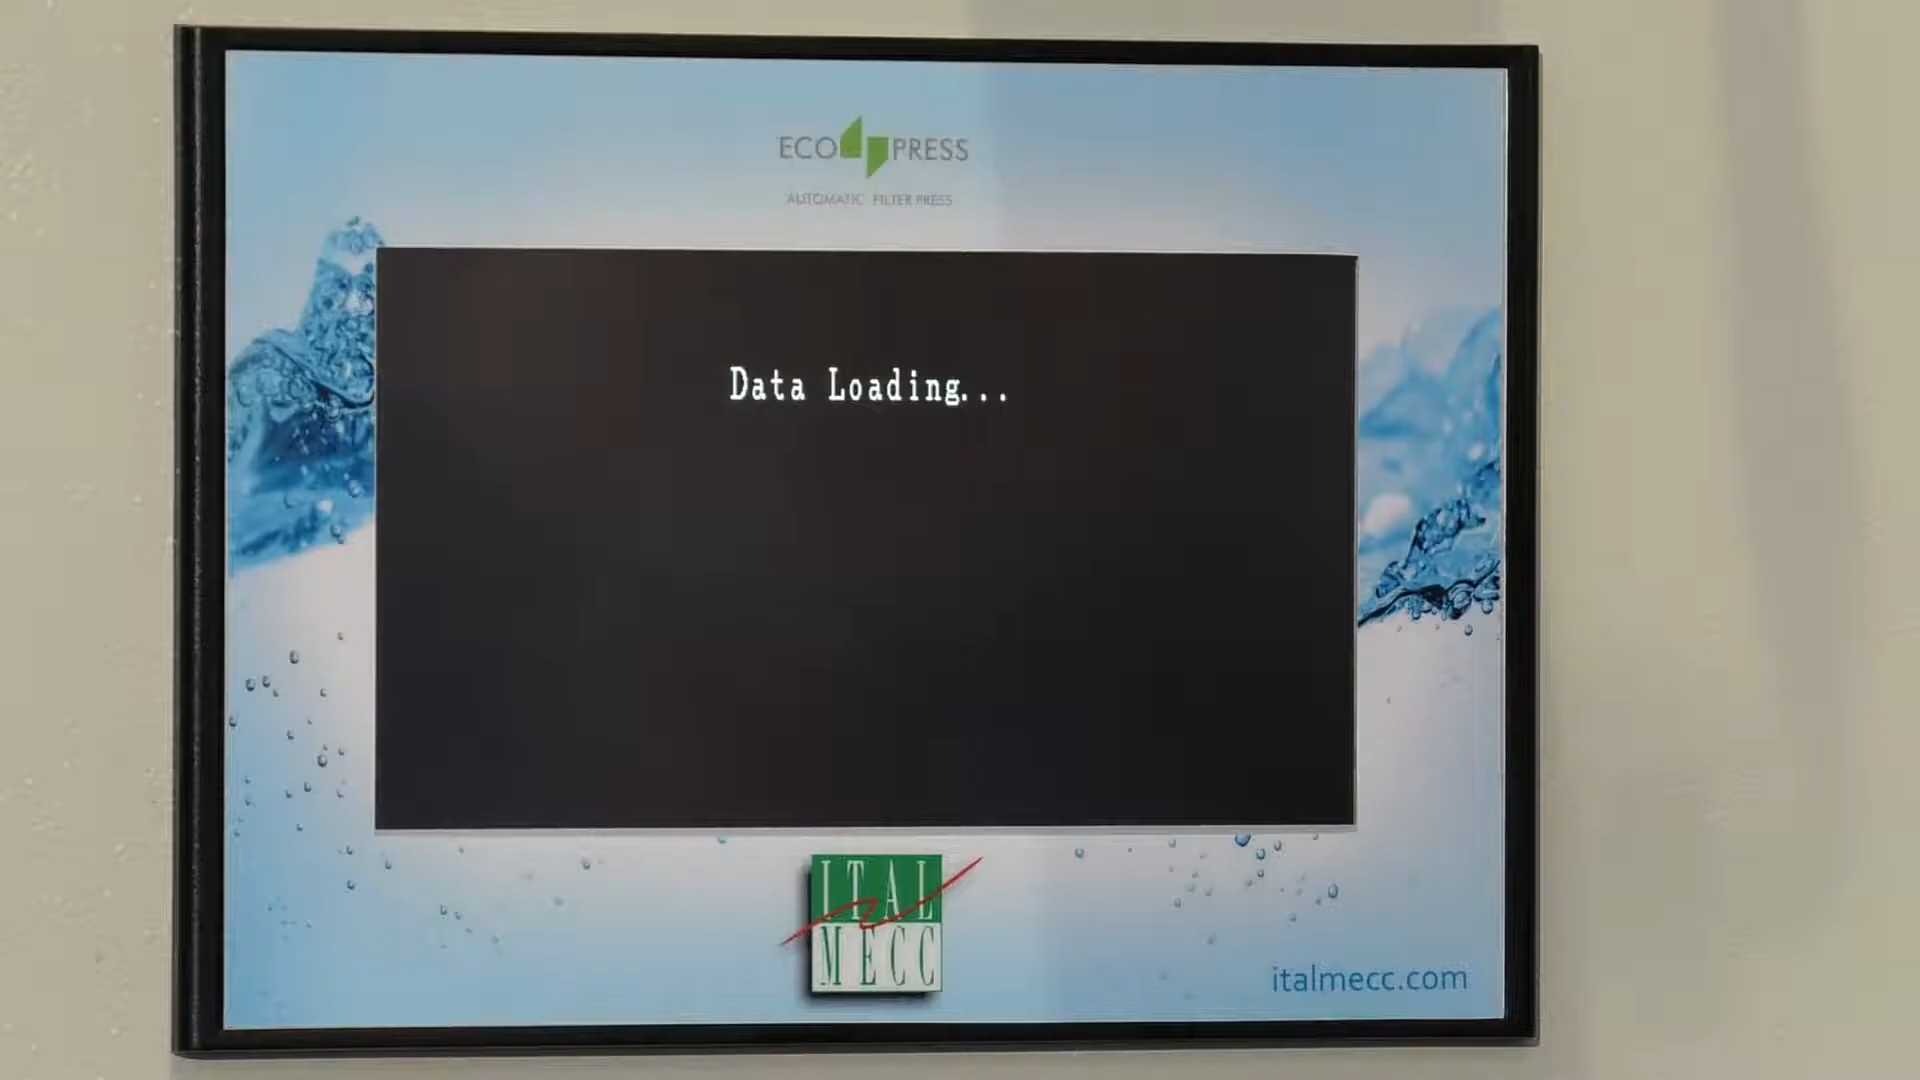 ECO PRESS
AUTOMATIC FILTER PRESS
Data Loading...
ITAL
MECC
italmecc.com